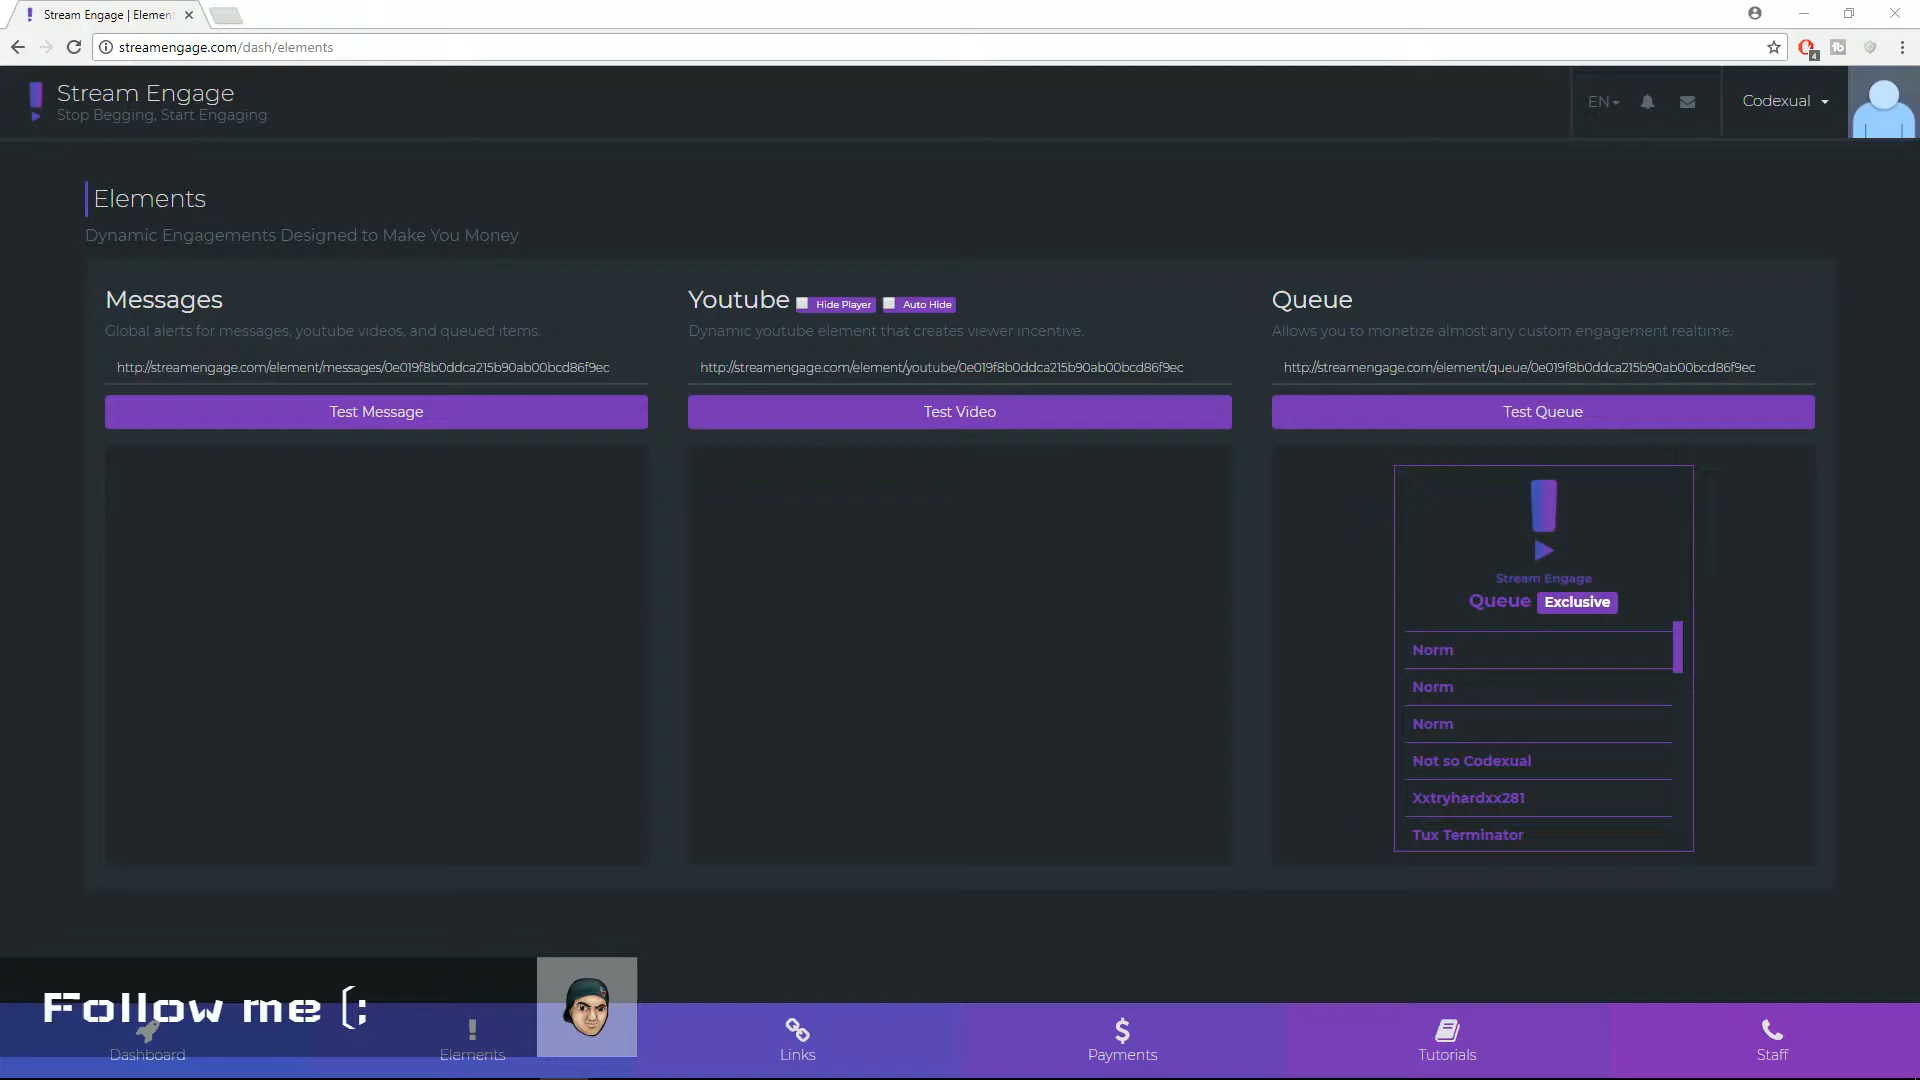 Stream Engage | Elemen
streamengage.com/dash/elements
4
Stream Engage
Stop Begging, Start Engaging
EN
Codexual
Elements
Dynamic Engagements Designed to Make You Money
Messages
Global alerts for messages, youtube videos, and queued items.
http://streamengage.com/element/messages/0e019f8b0ddca215b90ab00bcd86f9ec
Test Message
Youtube Hide Player Auto Hide
Dynamic youtube element that creates viewer incentive.
http://streamengage.com/element/youtube/0e019f8b0ddca215b90ab00bcd86f9ec
Test Video
Queue
Allows you to monetize almost any custom engagement realtime.
http://streamengage.com/element/queue/0e019f8b0ddca215b90ab00bcd86f9ec
Test Queue
Stream Engage
Queue Exclusive
Norm
Norm
Norm
Not so Codexual
Xxtryhardxx281
Tux Terminator
Follow me (;
Dashboard
Elements
Links
Payments
Tutorials
Staff